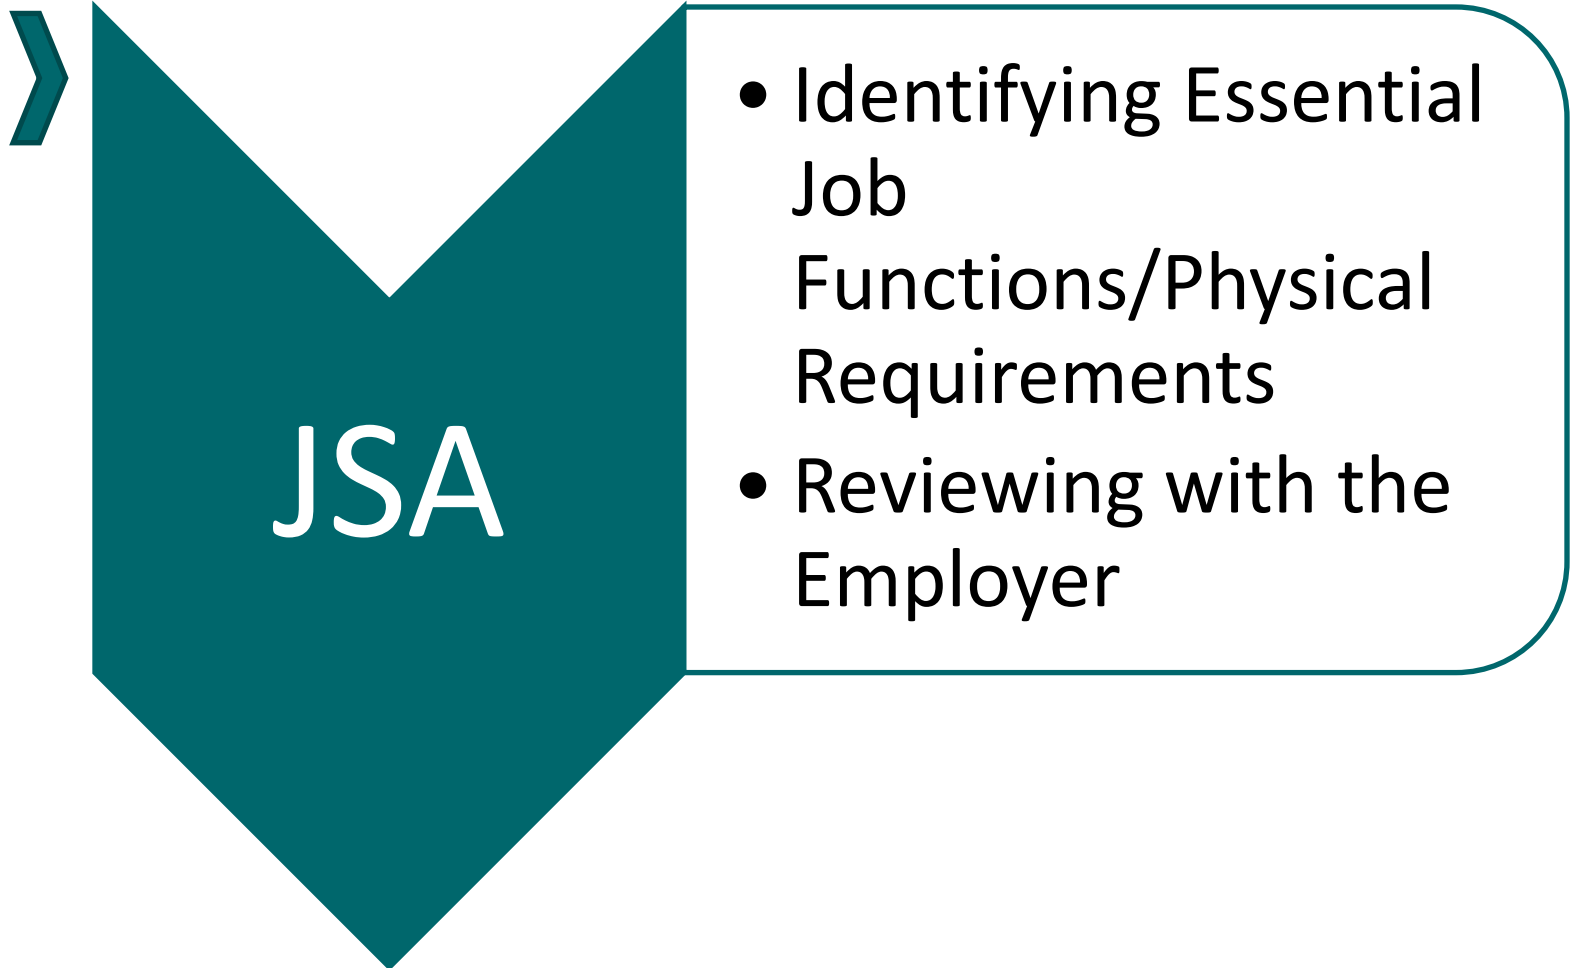 JSA
• Identifying Essential
Job
Functions/Physical
Requirements
• Reviewing with the
Employer